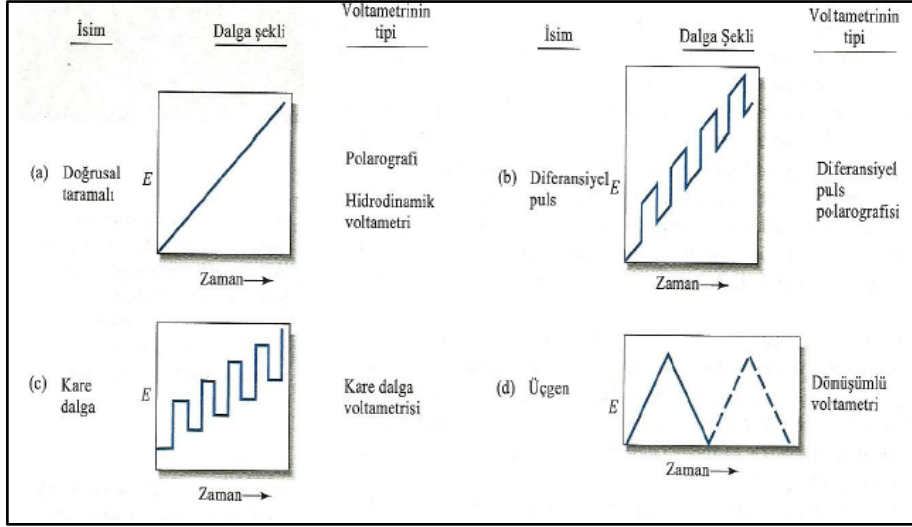 İsim Dalga şekli Voltametrinin tipi
(a) Doğrusal taramalı
E
Zaman
Polarografi
Hidrodinamik voltametri
İsim Dalga Şekli Voltametrinin tipi
(b) Diferansiyel puls
E
Zaman
Diferansiyel puls polarografisi
(c) Kare dalga
E
Zaman
Kare dalga voltametrisi
(d) Üçgen
E
Zaman
Dönüşümlü voltametri